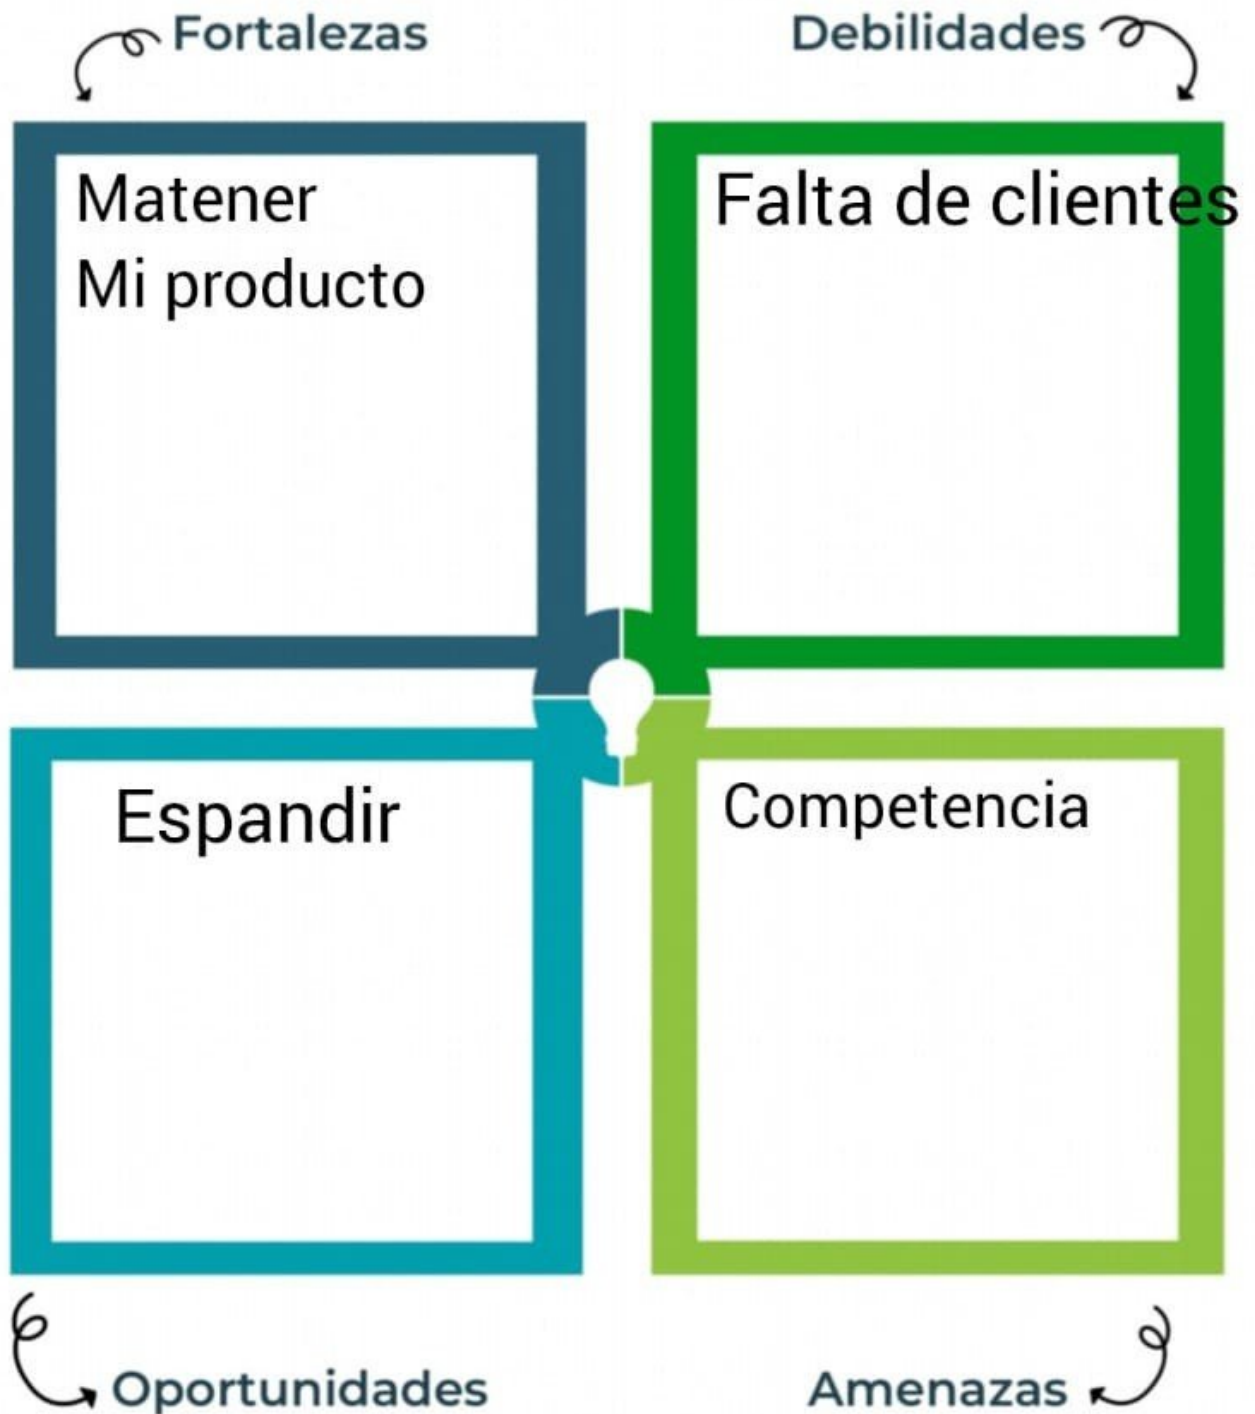 Fortalezas
Debilidades
Matener
Mi producto
Falta de clientes
Espandir
Competencia
Oportunidades
Amenazas